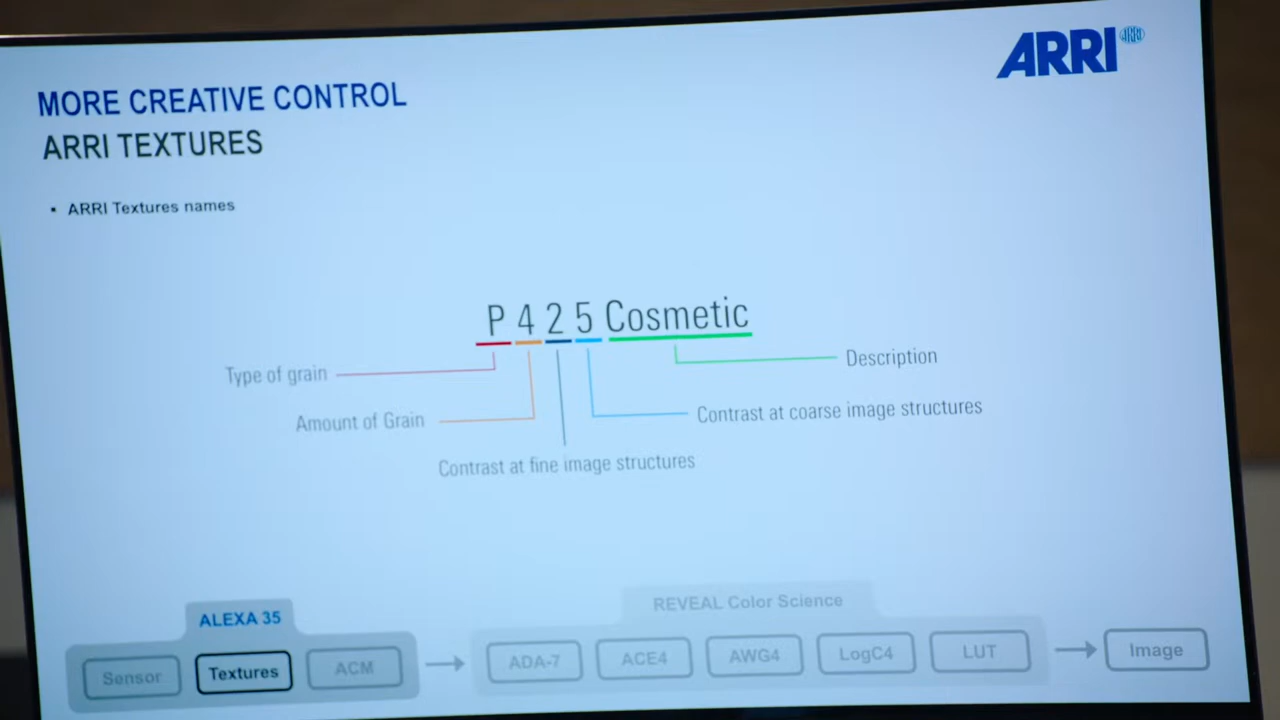 ARRI ARRI
MORE CREATIVE CONTROL
ARRI TEXTURES
▪ ARRI Textures names
P 4 2 5 Cosmetic
Type of grain
Description
Amount of Grain
Contrast at coarse image structures
Contrast at fine image structures
ALEXA 35
REVEAL Color Science
Sensor Textures ACM ADA-7 ACE4 AWG4 LogC4 LUT Image